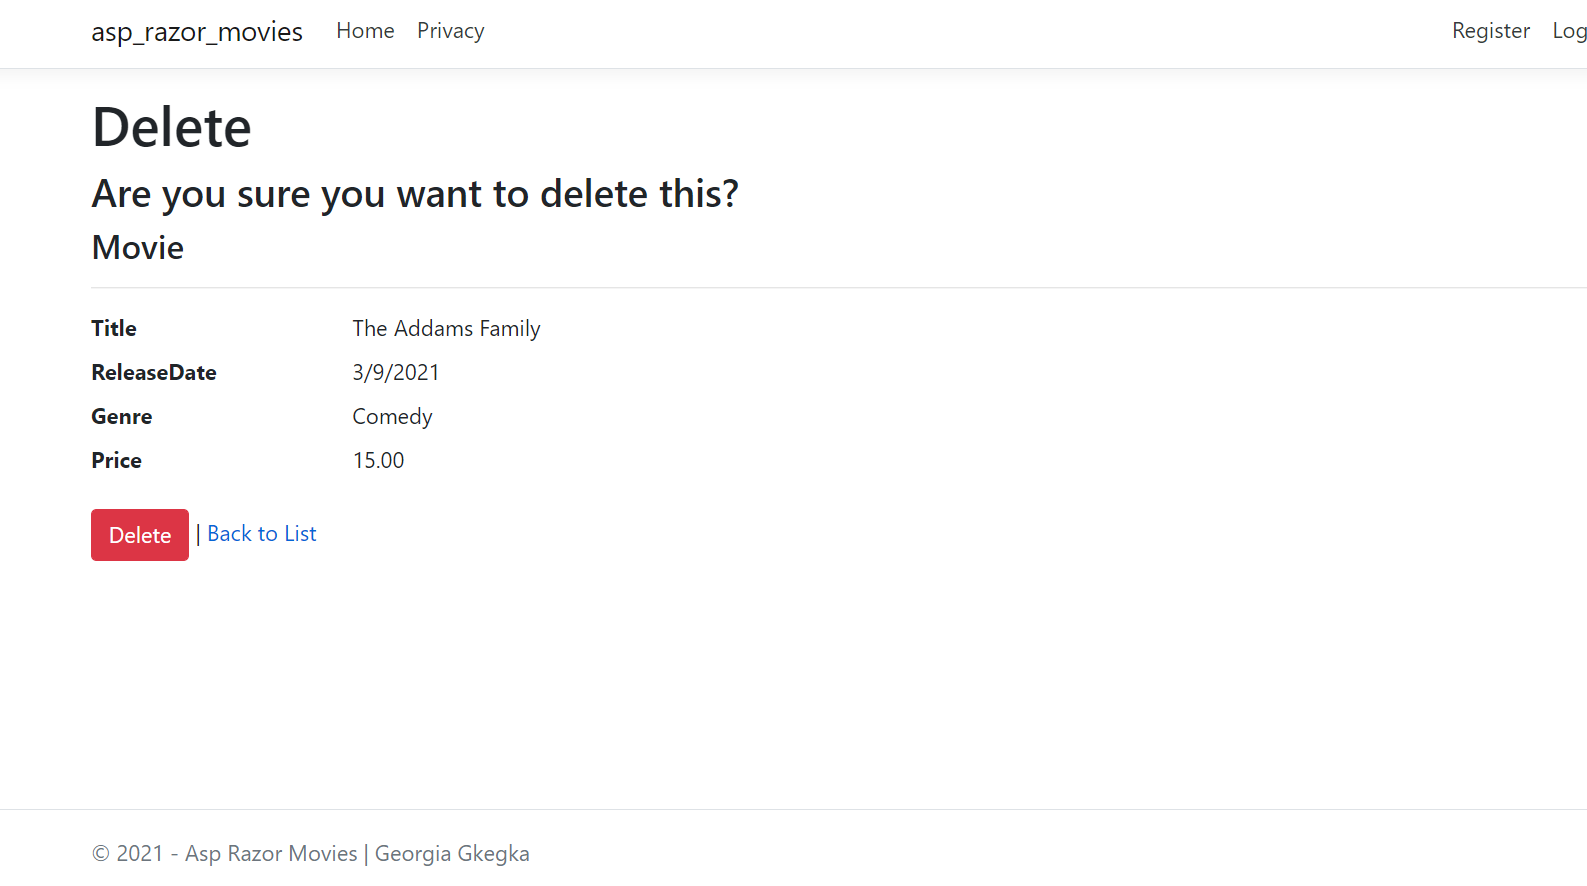 asp_razor_movies Home Privacy Register Log
Delete
Are you sure you want to delete this?
Movie
Title The Addams Family
ReleaseDate 3/9/2021
Genre Comedy
Price 15.00
Delete | Back to List
© 2021 - Asp Razor Movies | Georgia Gkegka